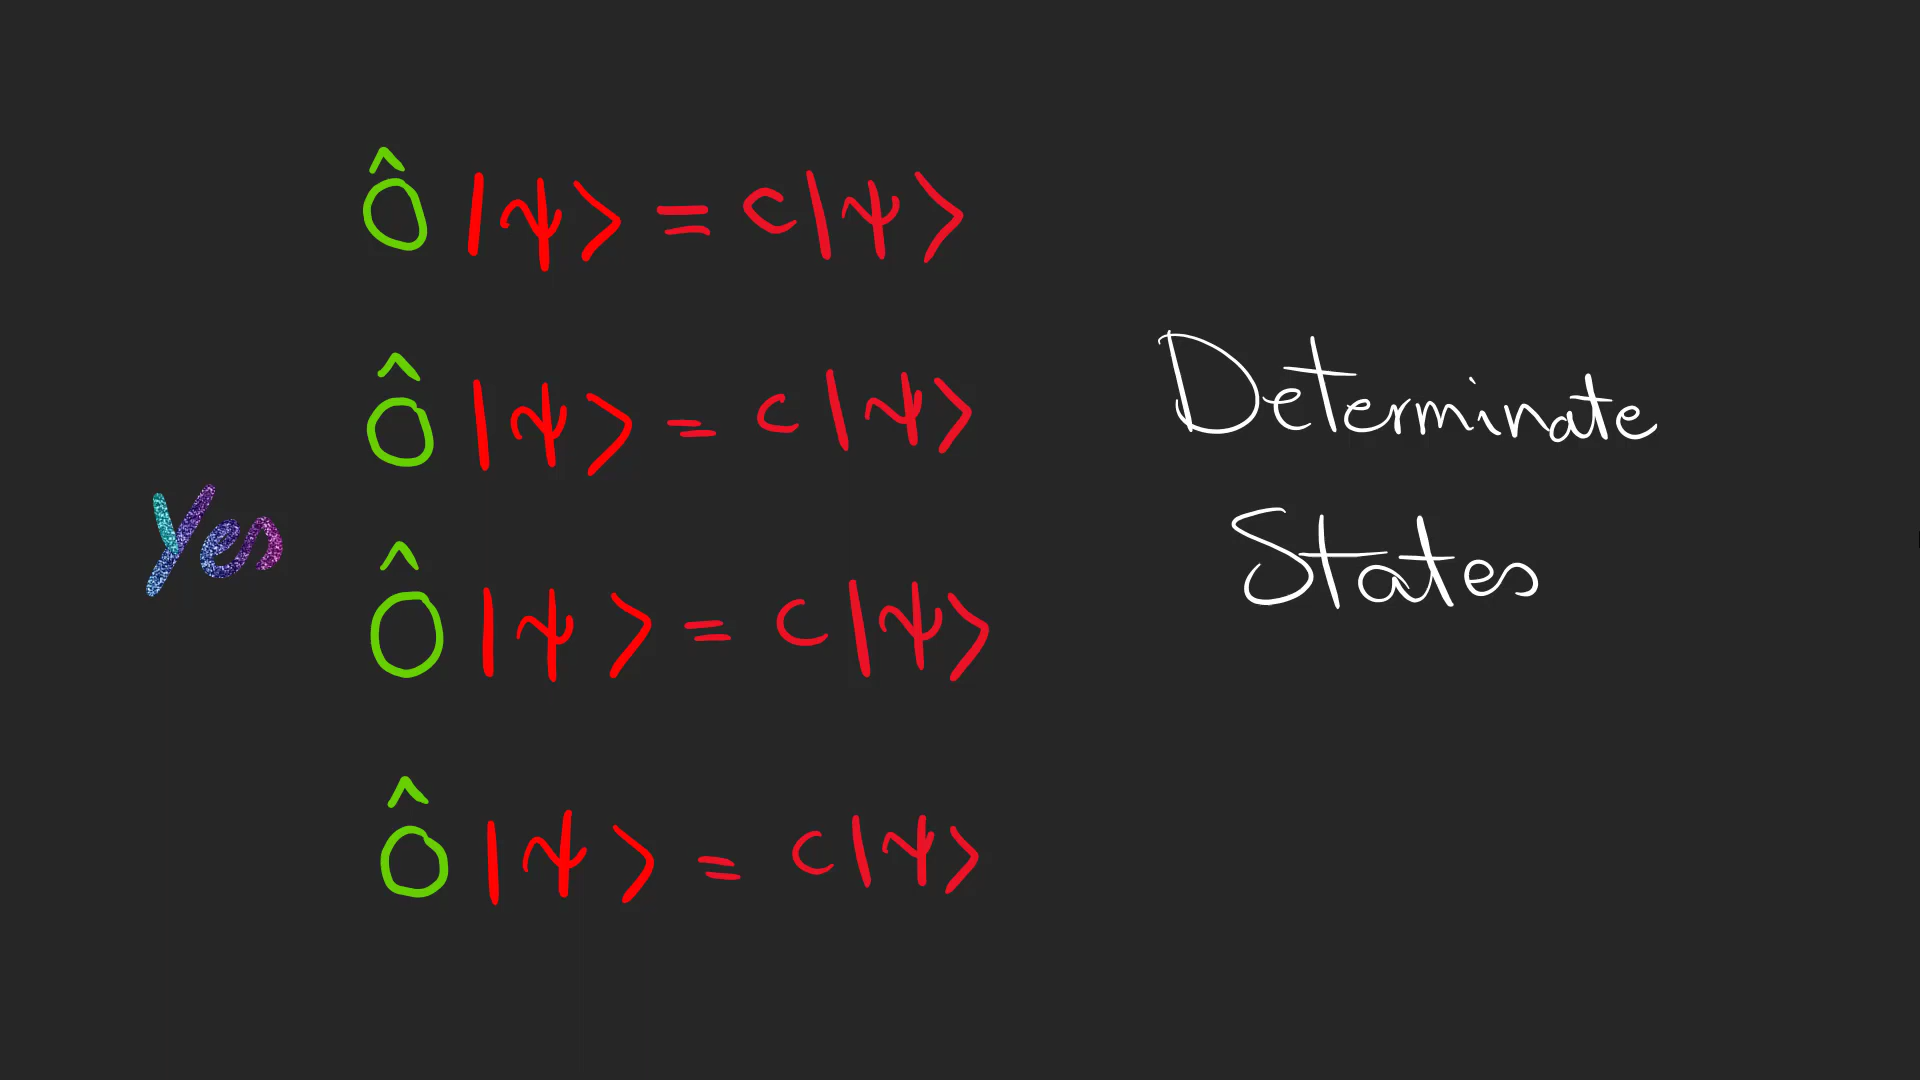 Ô |ψ> = c|ψ>
Ô |ψ> = c|ψ>
Yes
Ô |ψ> = c|ψ>
Ô |ψ> = c|ψ>
Determinate
States